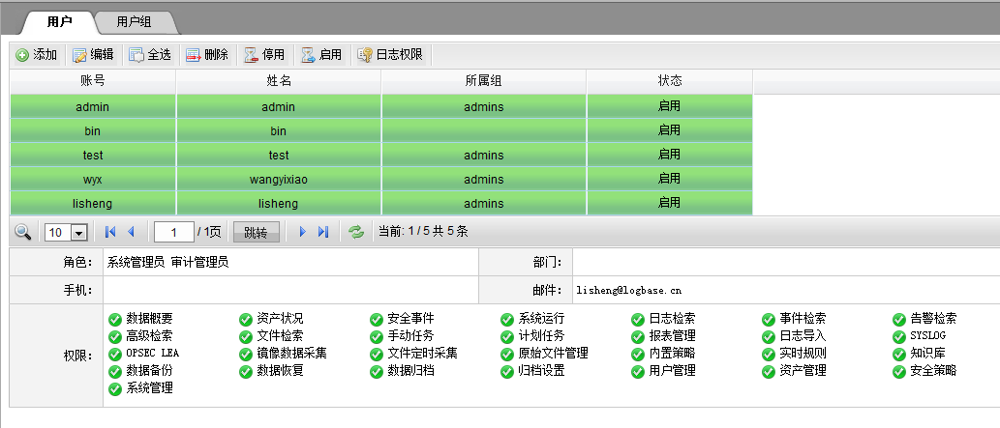 用户 用户组
添加 编辑 全选 删除 停用 启用 日志权限
账号 姓名 所属组 状态
admin admin admins 启用
bin bin 启用
test test admins 启用
wyx wangyixiao admins 启用
lisheng lisheng admins 启用
10 1 / 1页 跳转 当前: 1 / 5 共 5 条
角色: 系统管理员 审计管理员 部门:
手机: 邮件: lisheng@logbase.cn
权限:
数据概要 资产状况 安全事件 系统运行 日志检索 事件检索 告警检索
高级检索 文件检索 手动任务 计划任务 报表管理 日志导入 SYSLOG
OPSEC LEA 镜像数据采集 文件定时采集 原始文件管理 内置策略 实时规则 知识库
数据备份 数据恢复 数据归档 归档设置 用户管理 资产管理 安全策略
系统管理